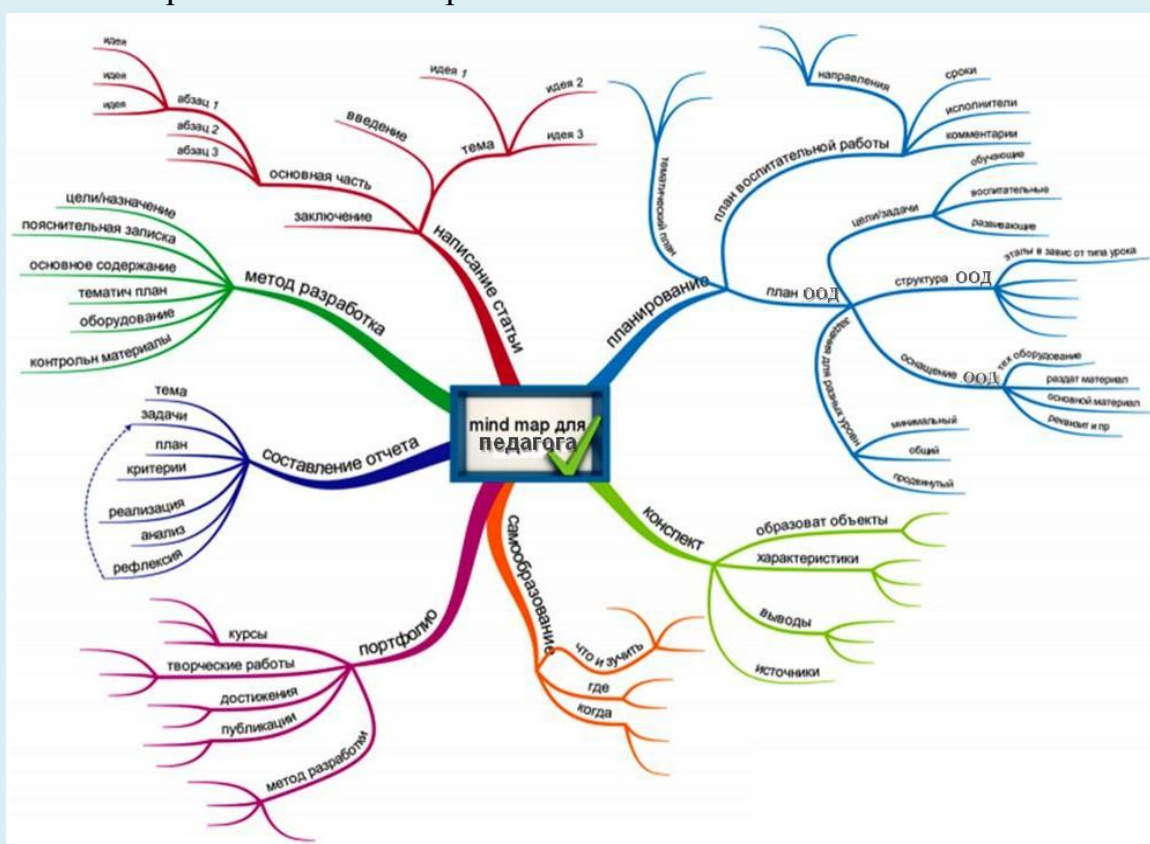 mind map для
педагога
написание статьи
тема
идея 1
идея 2
идея 3
введение
основная часть
абзац 1
идея
идея
идея
абзац 2
абзац 3
заключение
планирование
тематический план
план воспитательной работы
направления
сроки
исполнители
комментарии
план ООД
цели/задачи
обучающие
воспитательные
развивающие
структура ООД
этапы в завис от типа урока
оснащение ООД
тех оборудование
раздат материал
основной материал
реквизит и пр
задания для разных уровн
минимальный
общий
продвинутый
конспект
образоват объекты
характеристики
выводы
источники
самообразование
что и зучить
где
когда
портфолио
курсы
творческие работы
достижения
публикации
метод разработки
составление отчета
тема
задачи
план
критерии
реализация
анализ
рефлексия
метод разработка
цели/назначение
пояснительная записка
основное содержание
тематич план
оборудование
контрольн материалы